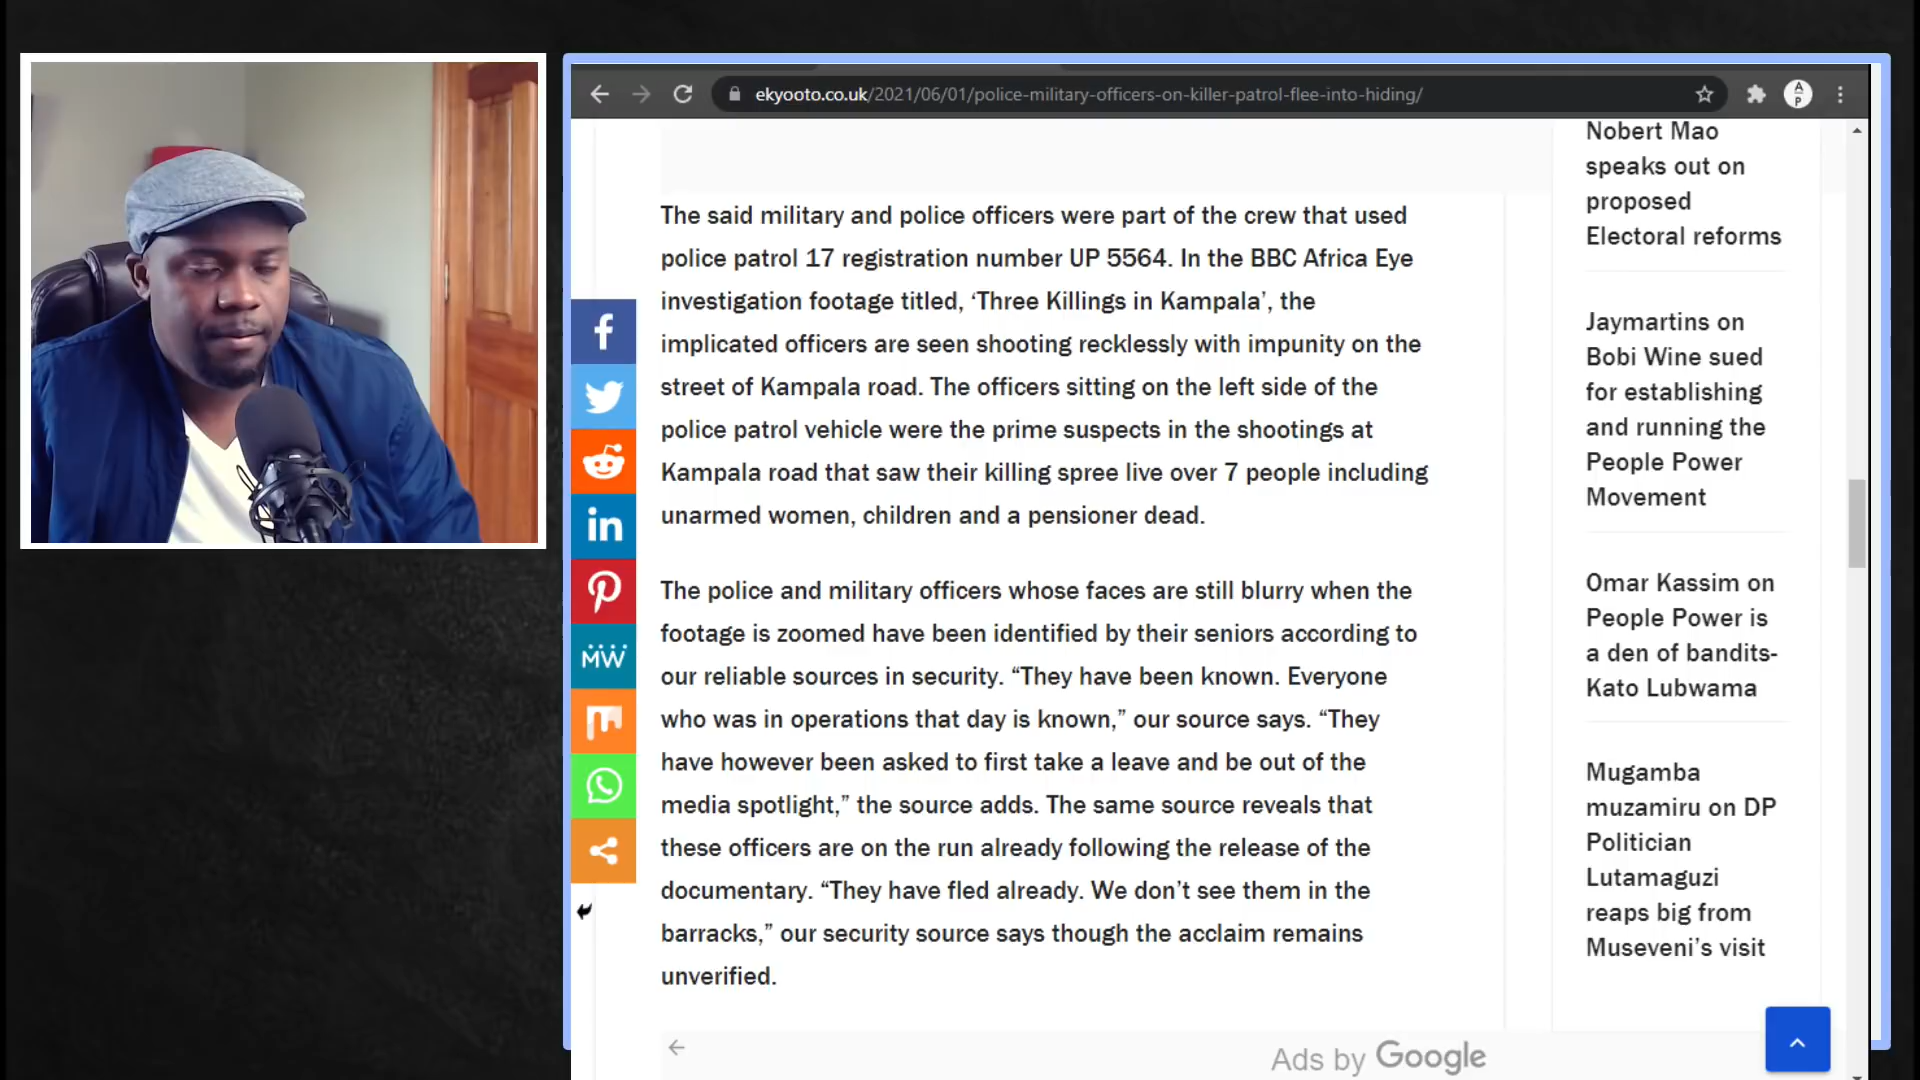 ekyooto.co.uk/2021/06/01/police-military-officers-on-killer-patrol-flee-into-hiding/
A
P
The said military and police officers were part of the crew that used
police patrol 17 registration number UP 5564. In the BBC Africa Eye
investigation footage titled, ‘Three Killings in Kampala’, the
implicated officers are seen shooting recklessly with impunity on the
street of Kampala road. The officers sitting on the left side of the
police patrol vehicle were the prime suspects in the shootings at
Kampala road that saw their killing spree live over 7 people including
unarmed women, children and a pensioner dead.
The police and military officers whose faces are still blurry when the
footage is zoomed have been identified by their seniors according to
our reliable sources in security. “They have been known. Everyone
who was in operations that day is known,” our source says. “They
have however been asked to first take a leave and be out of the
media spotlight,” the source adds. The same source reveals that
these officers are on the run already following the release of the
documentary. “They have fled already. We don’t see them in the
barracks,” our security source says though the acclaim remains
unverified.
Ads by Google
Nobert Mao
speaks out on
proposed
Electoral reforms
Jaymartins on
Bobi Wine sued
for establishing
and running the
People Power
Movement
Omar Kassim on
People Power is
a den of bandits-
Kato Lubwama
Mugamba
muzamiru on DP
Politician
Lutamaguzi
reaps big from
Museveni’s visit
f
in
MW
m